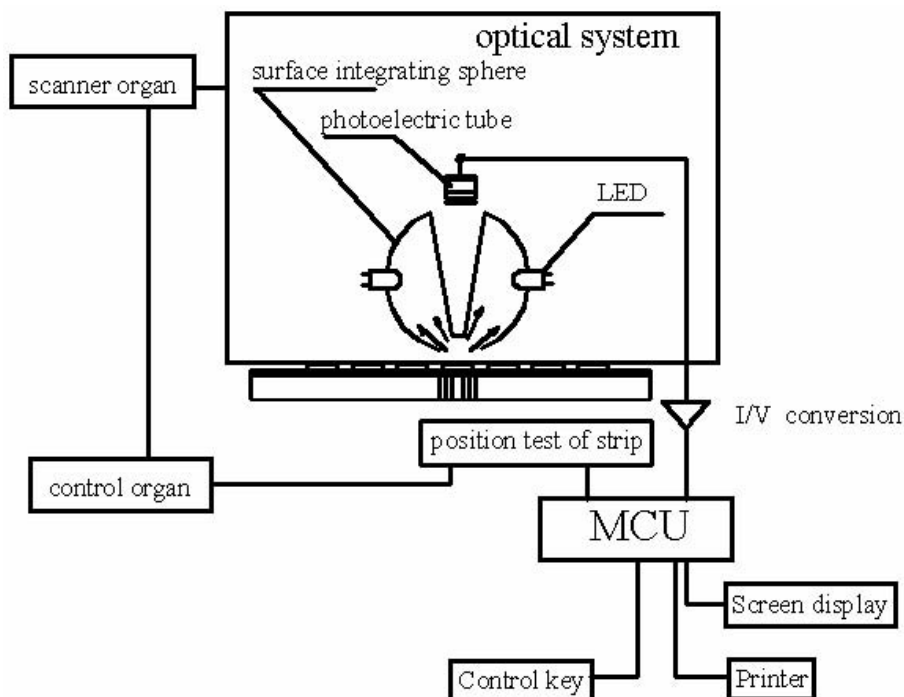 optical system
surface integrating sphere
scanner organ
photoelectric tube
LED
I/V conversion
position test of strip
control organ
MCU
Screen display
Control key
Printer